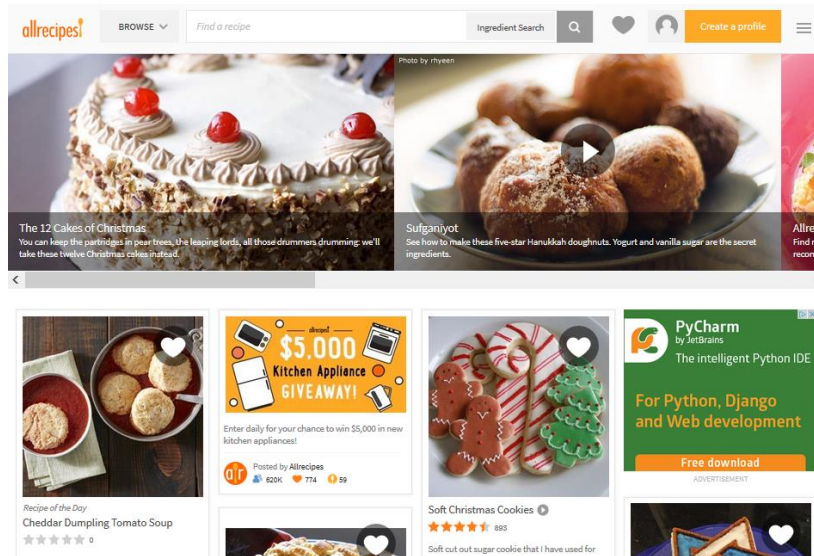 allrecipes!
BROWSE
Find a recipe
Ingredient Search
Create a profile
Photo by rhyeen
The 12 Cakes of Christmas
You can keep the partridges in pear trees, the leaping lords, all those drummers drumming: we'll
take these twelve Christmas cakes instead.
Sufganiyot
See how to make these five-star Hanukkah doughnuts. Yogurt and vanilla sugar are the secret
ingredients.
Allre
Find r
recon
Recipe of the Day
Cheddar Dumpling Tomato Soup
0
allrecipes!
$5,000
Kitchen Appliance
GIVEAWAY!
Enter daily for your chance to win $5,000 in new
kitchen appliances!
ar
Posted by Allrecipes
620K 774 59
Soft Christmas Cookies
893
Soft cut out sugar cookie that I have used for
PyCharm
by JetBrains
The intelligent Python IDE
For Python, Django
and Web development
Free download
ADVERTISEMENT